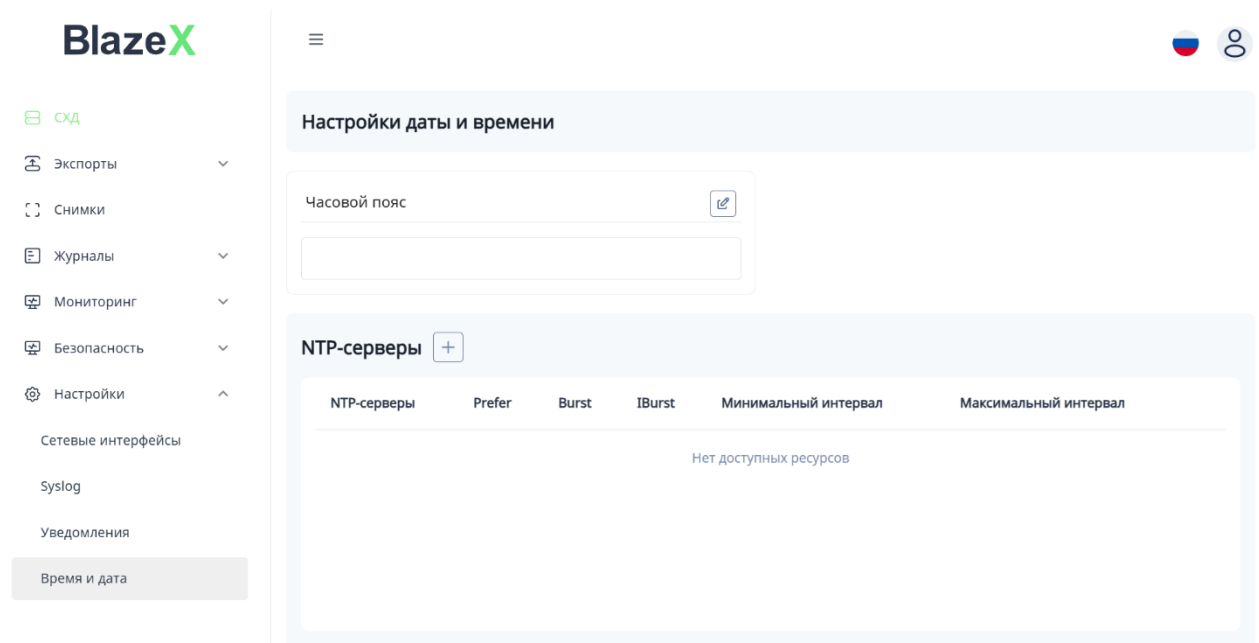 BlazeX
СХД
Экспорты
Снимки
Журналы
Мониторинг
Безопасность
Настройки
Сетевые интерфейсы
Syslog
Уведомления
Время и дата
Настройки даты и времени
Часовой пояс
NTP-серверы
NTP-серверы Prefer Burst IBurst Минимальный интервал Максимальный интервал
Нет доступных ресурсов